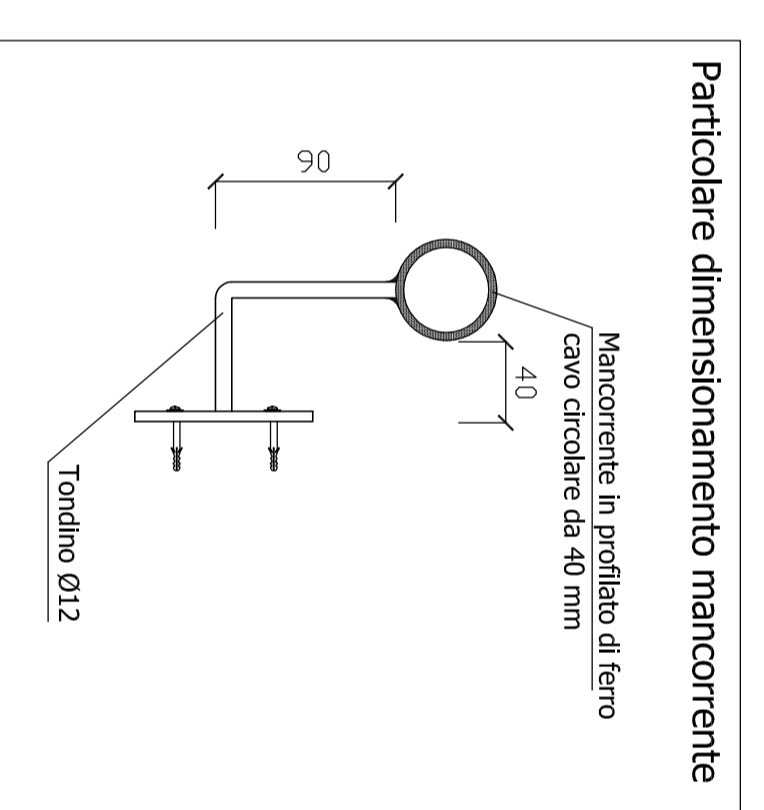 Particolare dimensionamento mancorrente
Mancorrente in profilato di ferro
cavo circolare da 40 mm
40
90
Tondino Ø12